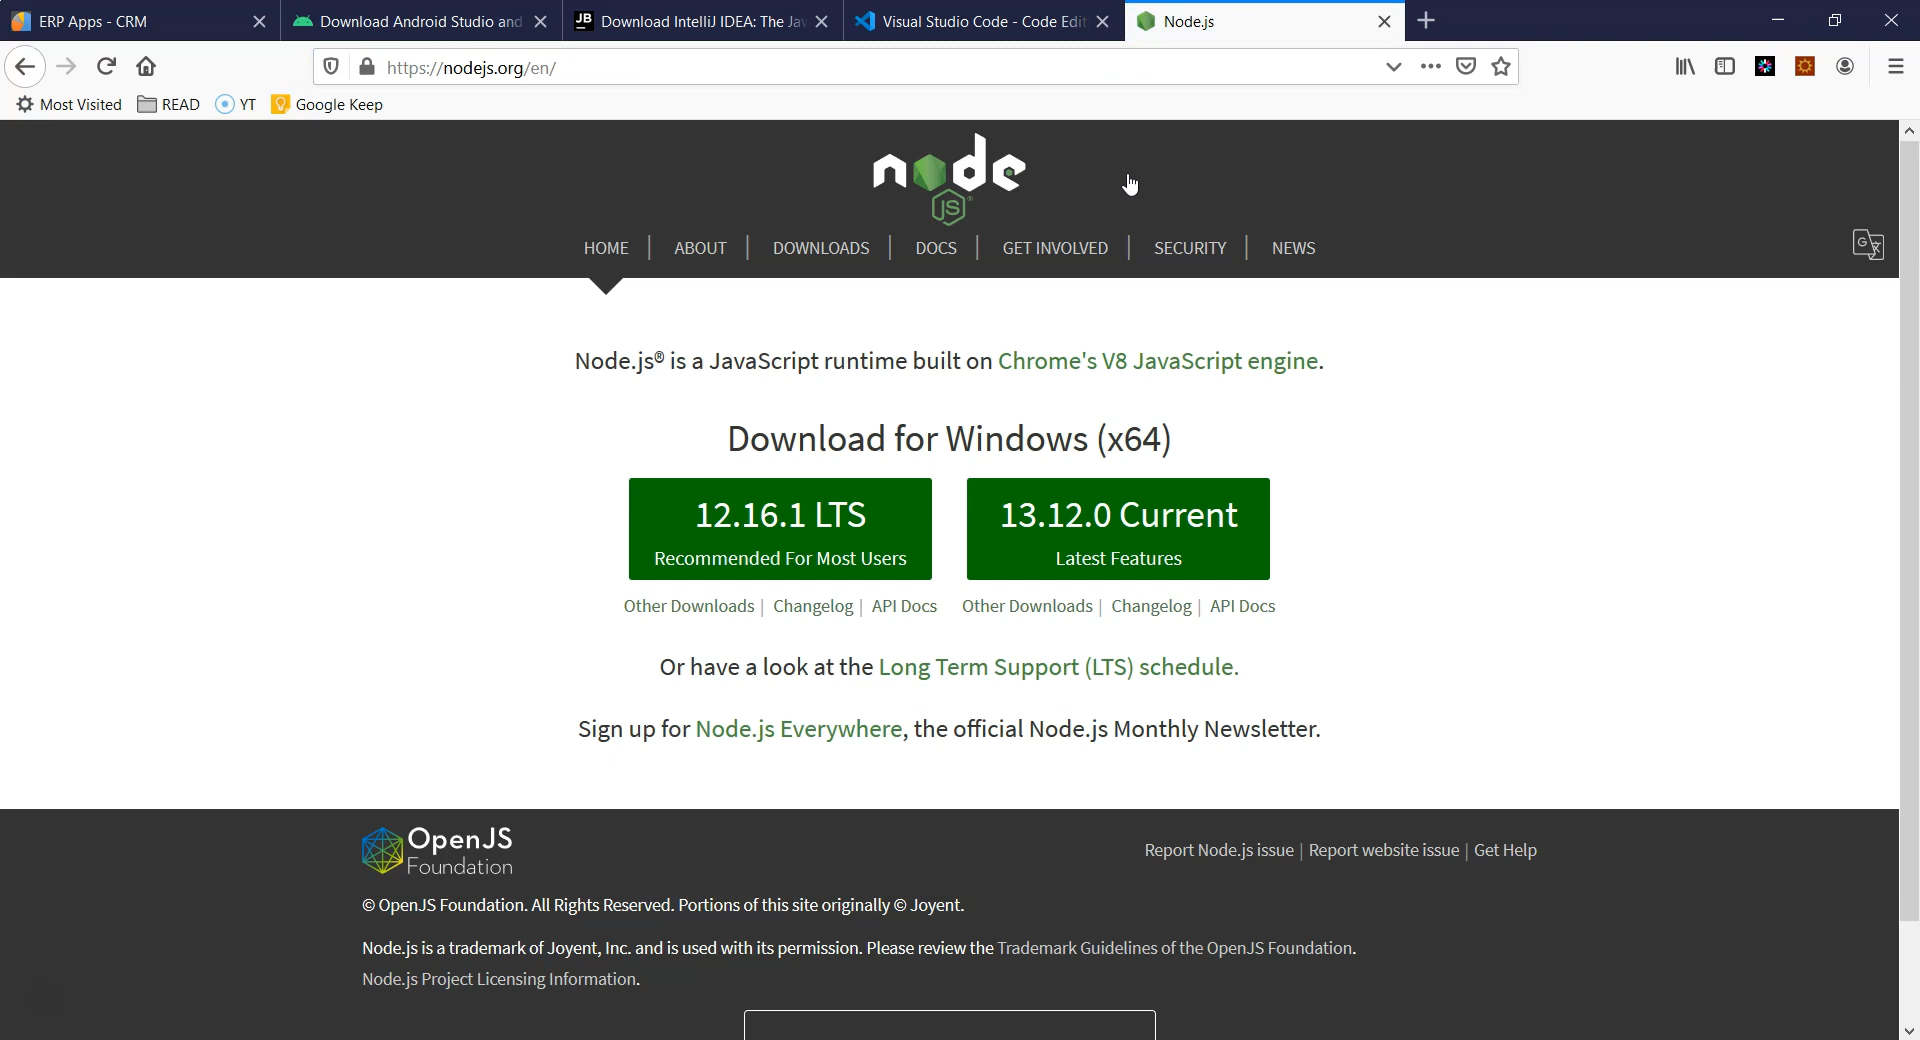 ERP Apps - CRM
Download Android Studio and
JB Download IntelliJ IDEA: The Jav
Visual Studio Code - Code Edit
Node.js
https://nodejs.org/en/
Most Visited READ YT Google Keep
node
JS
HOME | ABOUT | DOWNLOADS | DOCS | GET INVOLVED | SECURITY | NEWS
Node.js® is a JavaScript runtime built on Chrome's V8 JavaScript engine.
Download for Windows (x64)
12.16.1 LTS
Recommended For Most Users
13.12.0 Current
Latest Features
Other Downloads | Changelog | API Docs
Other Downloads | Changelog | API Docs
Or have a look at the Long Term Support (LTS) schedule.
Sign up for Node.js Everywhere, the official Node.js Monthly Newsletter.
OpenJS
Foundation
Report Node.js issue | Report website issue | Get Help
© OpenJS Foundation. All Rights Reserved. Portions of this site originally © Joyent.
Node.js is a trademark of Joyent, Inc. and is used with its permission. Please review the Trademark Guidelines of the OpenJS Foundation.
Node.js Project Licensing Information.